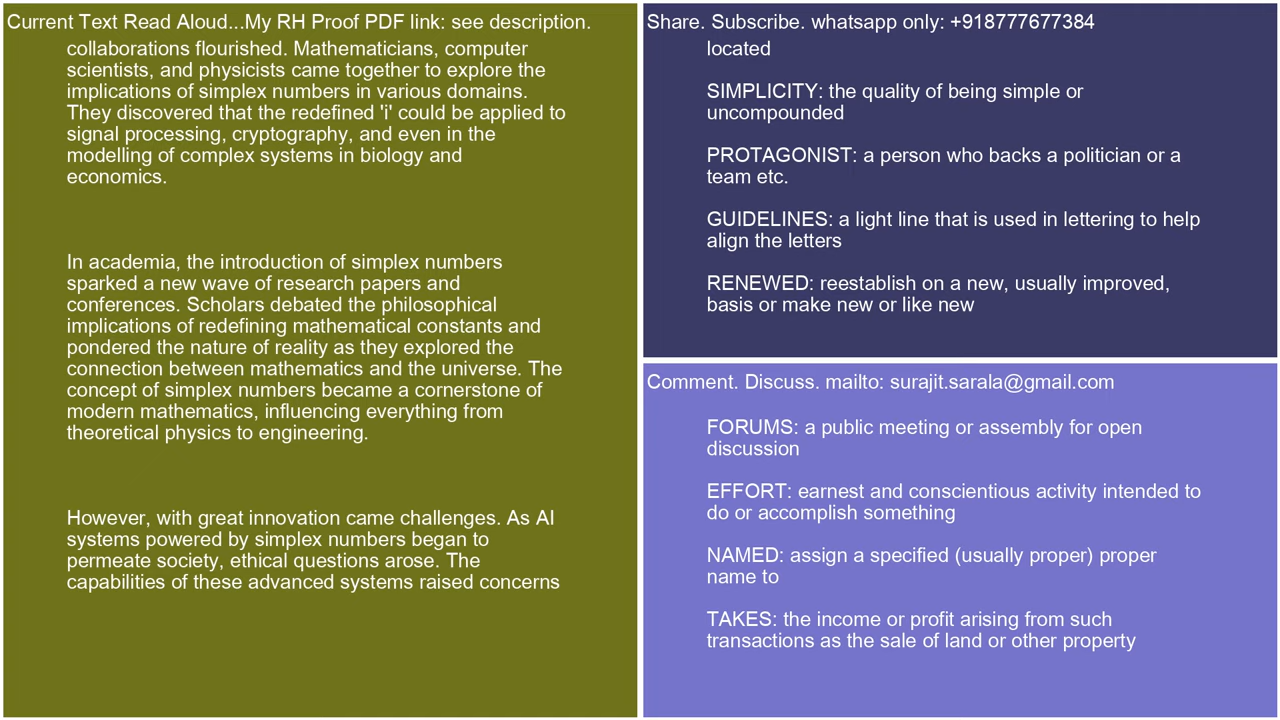 Current Text Read Aloud...My RH Proof PDF link: see description.
collaborations flourished. Mathematicians, computer
scientists, and physicists came together to explore the
implications of simplex numbers in various domains.
They discovered that the redefined 'i' could be applied to
signal processing, cryptography, and even in the
modelling of complex systems in biology and
economics.
In academia, the introduction of simplex numbers
sparked a new wave of research papers and
conferences. Scholars debated the philosophical
implications of redefining mathematical constants and
pondered the nature of reality as they explored the
connection between mathematics and the universe. The
concept of simplex numbers became a cornerstone of
modern mathematics, influencing everything from
theoretical physics to engineering.
However, with great innovation came challenges. As AI
systems powered by simplex numbers began to
permeate society, ethical questions arose. The
capabilities of these advanced systems raised concerns
Share. Subscribe. whatsapp only: +918777677384
located
SIMPLICITY: the quality of being simple or
uncompounded
PROTAGONIST: a person who backs a politician or a
team etc.
GUIDELINES: a light line that is used in lettering to help
align the letters
RENEWED: reestablish on a new, usually improved,
basis or make new or like new
Comment. Discuss. mailto: surajit.sarala@gmail.com
FORUMS: a public meeting or assembly for open
discussion
EFFORT: earnest and conscientious activity intended to
do or accomplish something
NAMED: assign a specified (usually proper) proper
name to
TAKES: the income or profit arising from such
transactions as the sale of land or other property